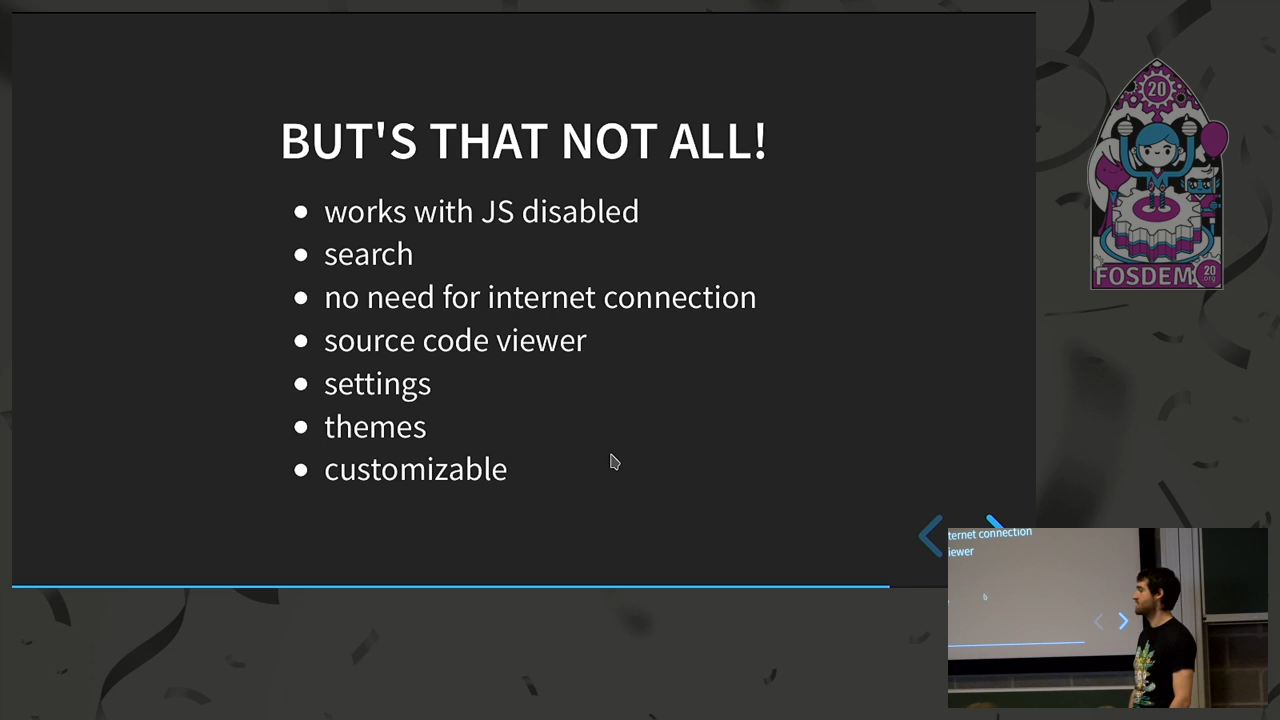 BUT'S THAT NOT ALL!
works with JS disabled
search
no need for internet connection
source code viewer
settings
themes
customizable
20
FOSDEM
20
.org
ternet connection
iewer